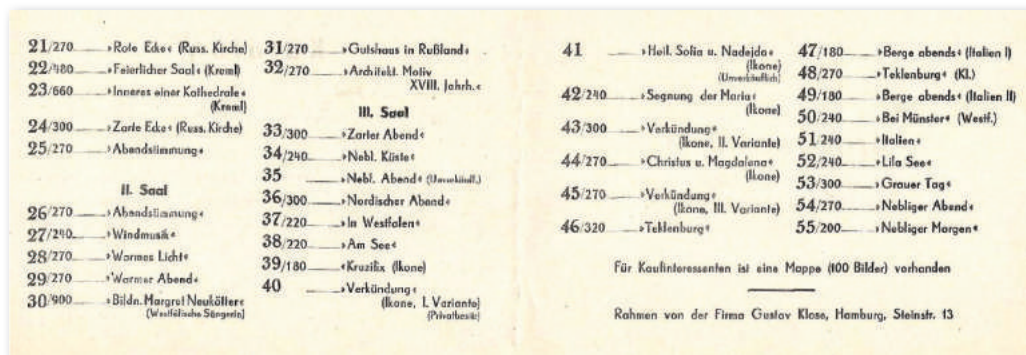 21/270 »Rote Ecke« (Russ. Kirche)
22/480 »Feierlicher Saal« (Kreml)
23/660 »Inneres einer Kathedrale«
(Kreml)
24/300 »Zarte Ecke« (Russ. Kirche)
25/270 »Abendstimmung«
II. Saal
26/270 »Abendstimmung«
27/240 »Windmusik«
28/270 »Warmes Licht«
29/270 »Warmer Abend«
30/900 »Bildn. Margret Neukötter«
(Westfälische Sängerin)
31/270 »Gutshaus in Rußland«
32/270 »Architekt. Motiv
XVIII. Jahrh.«
III. Saal
33/300 »Zarter Abend«
34/240 »Nebl. Küste«
35 »Nebl. Abend« (Unverkäufl.)
36/300 »Nordischer Abend«
37/220 »In Westfalen«
38/220 »Am See«
39/180 »Kruzifix (Ikone)
40 »Verkündung«
(Ikone, I. Variante)
(Privatbesitz)
41 »Heil. Sofia u. Nadejda«
(Ikone)
(Unverkäuflich)
42/240 »Segnung der Maria«
(Ikone)
43/300 »Verkündung«
(Ikone, II. Variante)
44/270 »Christus u. Magdalena«
(Ikone)
45/270 »Verkündung«
(Ikone, III. Variante)
46/320 »Teklenburg«
47/180 »Berge abends« (Italien I)
48/270 »Teklenburg« (Kl.)
49/180 »Berge abends« (Italien II)
50/240 »Bei Münster« (Westf.)
51/240 »Italien«
52/240 »Lila See«
53/300 »Grauer Tag«
54/270 »Nebliger Abend«
55/200 »Nebliger Morgen«
Für Kaufinteressenten ist eine Mappe (100 Bilder) vorhanden
Rahmen von der Firma Gustav Klose, Hamburg, Steinstr. 13